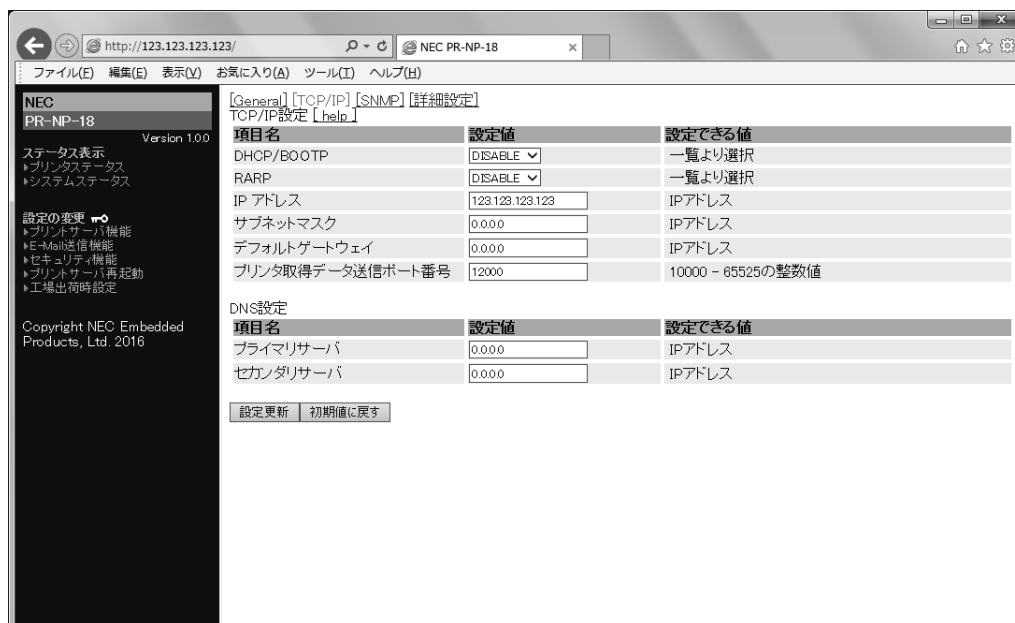 http://123.123.123.123/
NEC PR-NP-18
ファイル(F) 編集(E) 表示(V) お気に入り(A) ツール(T) ヘルプ(H)
NEC
PR-NP-18
Version 1.0.0
ステータス表示
プリンタステータス
システムステータス
設定の変更
プリントサーバ機能
E-Mail送信機能
セキュリティ機能
プリントサーバ再起動
工場出荷時設定
Copyright NEC Embedded
Products, Ltd. 2016
[General] [TCP/IP] [SNMP] [詳細設定]
TCP/IP設定 [ help ]
項目名 設定値 設定できる値
DHCP/BOOTP DISABLE 一覧より選択
RARP DISABLE 一覧より選択
IP アドレス 123.123.123.123 IPアドレス
サブネットマスク 0.0.0.0 IPアドレス
デフォルトゲートウェイ 0.0.0.0 IPアドレス
プリンタ取得データ送信ポート番号 12000 10000 - 65525の整数値
DNS設定
項目名 設定値 設定できる値
プライマリサーバ 0.0.0.0 IPアドレス
セカンダリサーバ 0.0.0.0 IPアドレス
設定更新 初期値に戻す